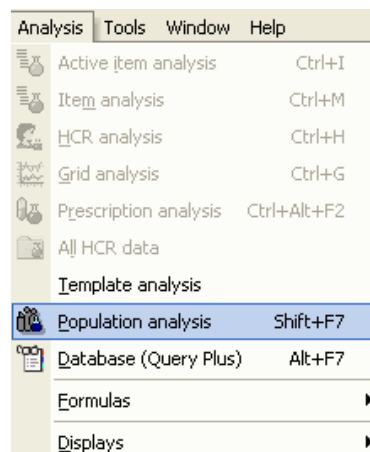 Analysis Tools Window Help
Active item analysis Ctrl+I
Item analysis Ctrl+M
HCR analysis Ctrl+H
Grid analysis Ctrl+G
Prescription analysis Ctrl+Alt+F2
All HCR data
Template analysis
Population analysis Shift+F7
Database (Query Plus) Alt+F7
Formulas
Displays